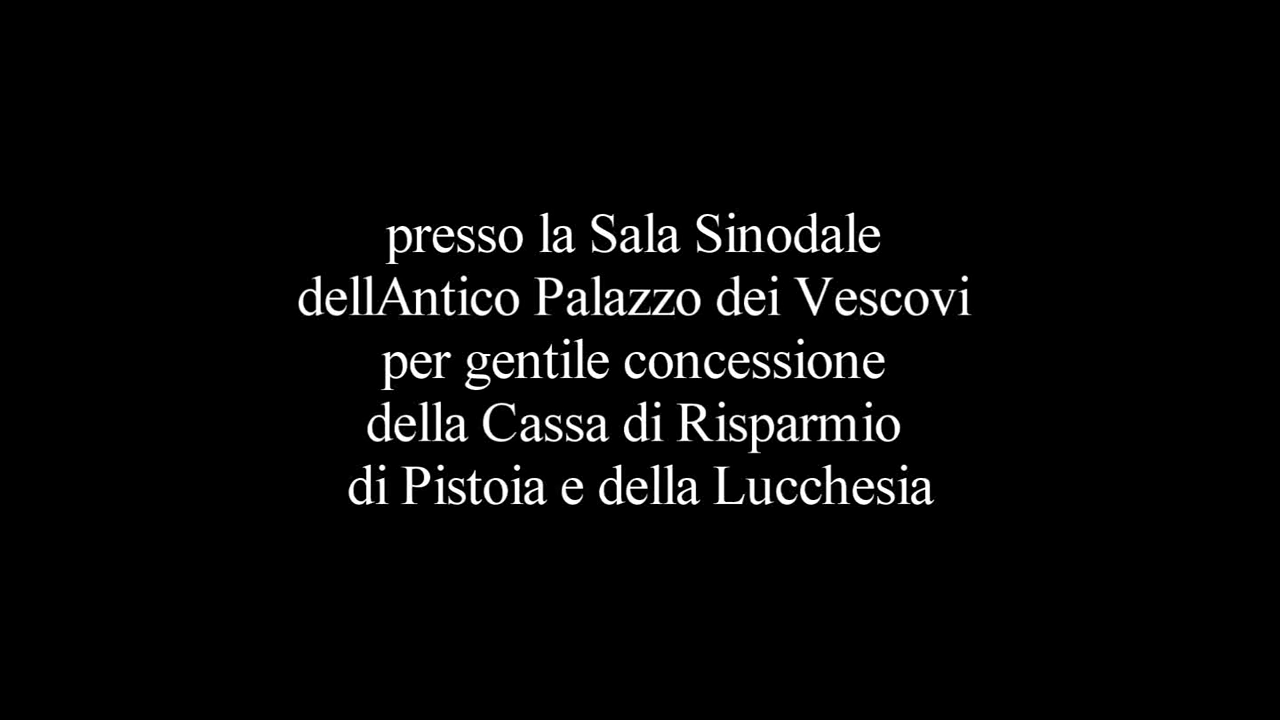 presso la Sala Sinodale
dellAntico Palazzo dei Vescovi
per gentile concessione
della Cassa di Risparmio
di Pistoia e della Lucchesia